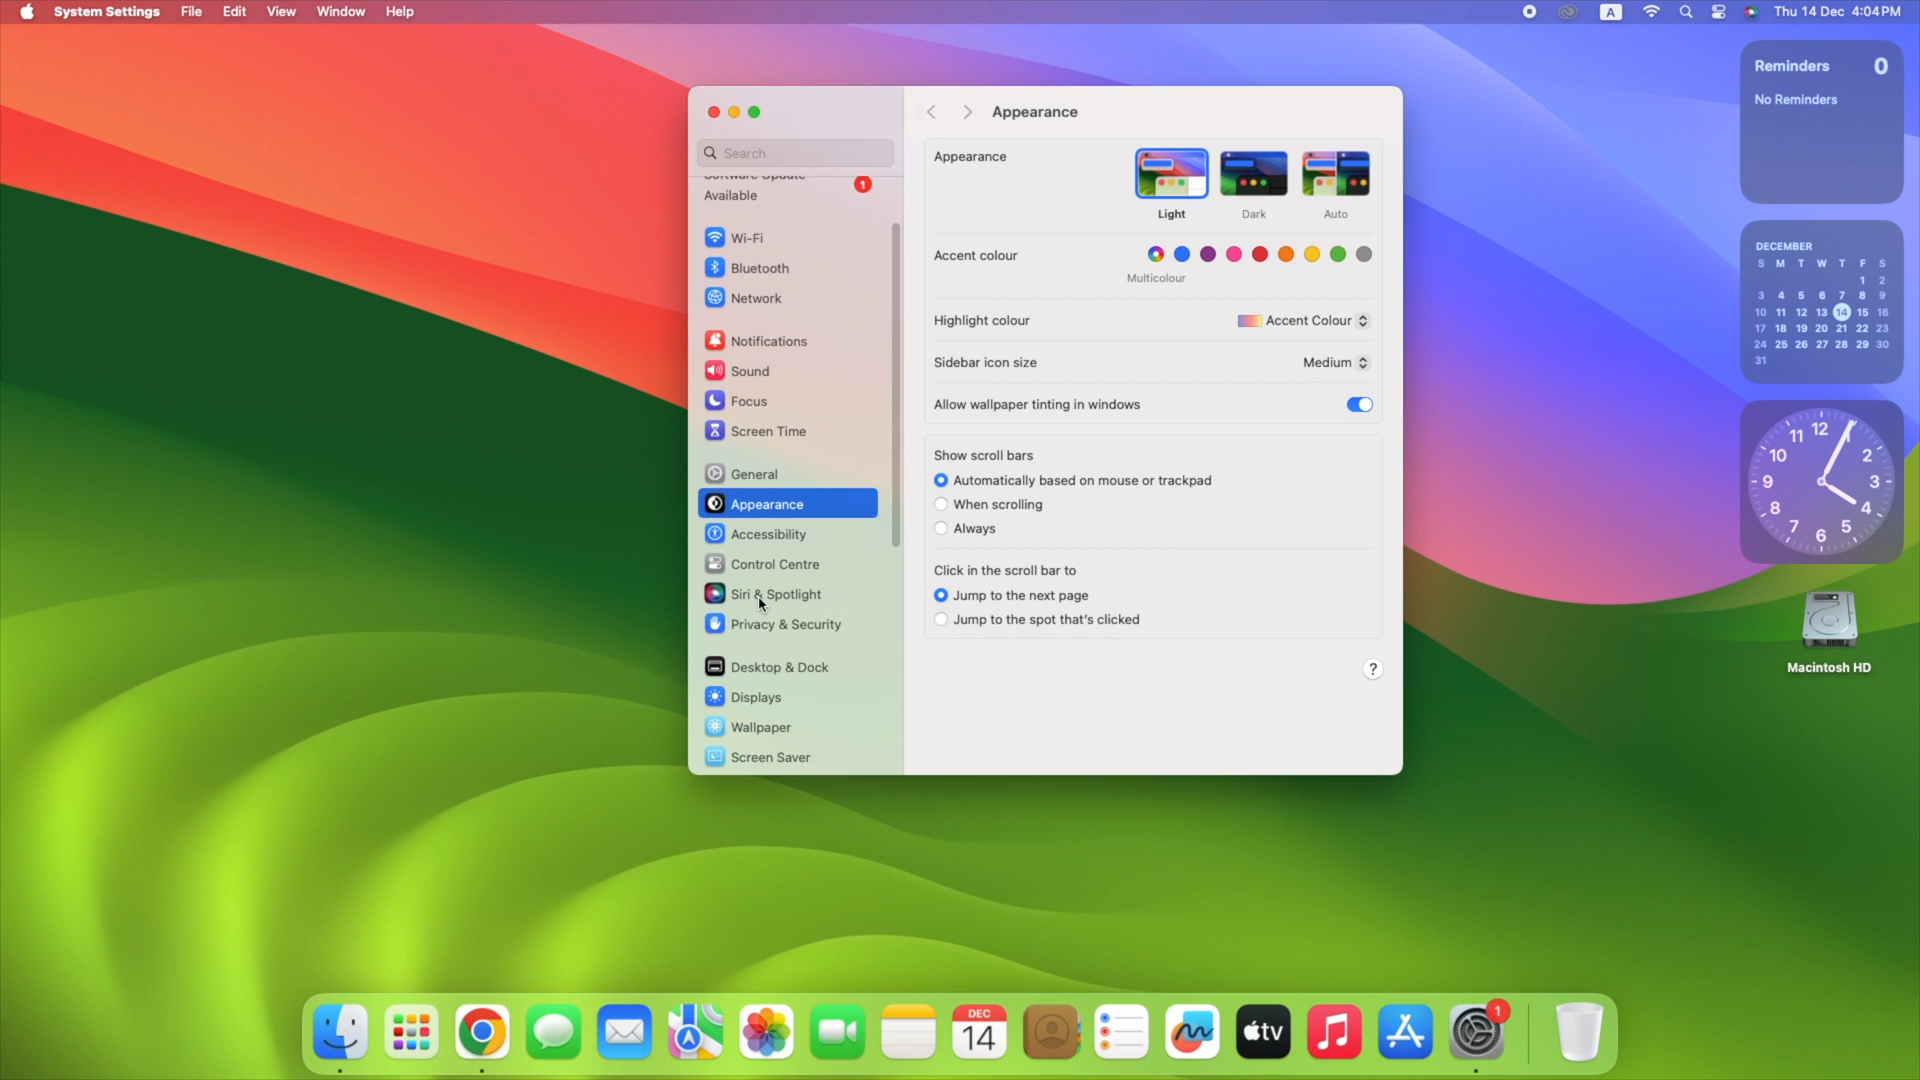 System Settings File Edit View Window Help
A Thu 14 Dec 4:04 PM
Appearance
Search
Software Update
Available
1
Wi-Fi
Bluetooth
Network
Notifications
Sound
Focus
Screen Time
General
Appearance
Accessibility
Control Centre
Siri & Spotlight
Privacy & Security
Desktop & Dock
Displays
Wallpaper
Screen Saver
Appearance
Light Dark Auto
Accent colour
Multicolour
Highlight colour Accent Colour
Sidebar icon size Medium
Allow wallpaper tinting in windows
Show scroll bars
Automatically based on mouse or trackpad
When scrolling
Always
Click in the scroll bar to
Jump to the next page
Jump to the spot that's clicked
?
Reminders 0
No Reminders
DECEMBER
S M T W T F S
1 2
3 4 5 6 7 8 9
10 11 12 13 14 15 16
17 18 19 20 21 22 23
24 25 26 27 28 29 30
31
12 1 2 3 4 5 6 7 8 9 10 11
Macintosh HD
DEC
14
tv
1